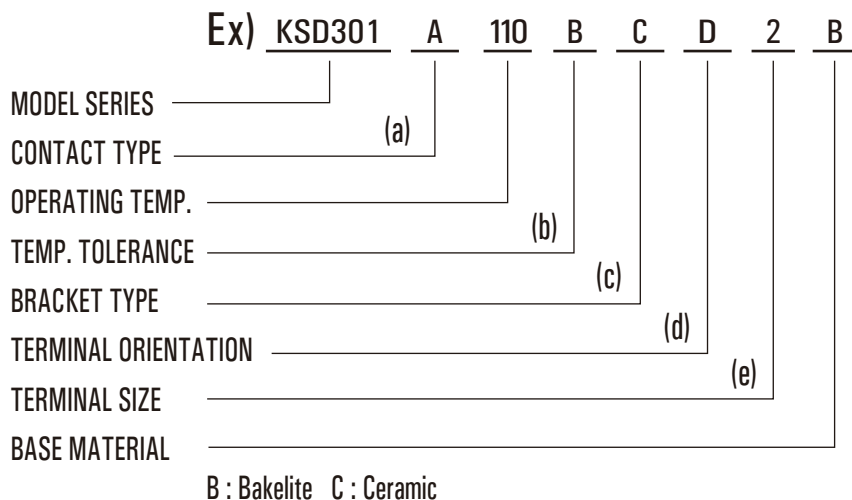 Ex) KSD301 A 110 B C D 2 B
MODEL SERIES
(a)
CONTACT TYPE
OPERATING TEMP.
(b)
TEMP. TOLERANCE
(c)
BRACKET TYPE
(d)
TERMINAL ORIENTATION
(e)
TERMINAL SIZE
BASE MATERIAL
B : Bakelite C : Ceramic